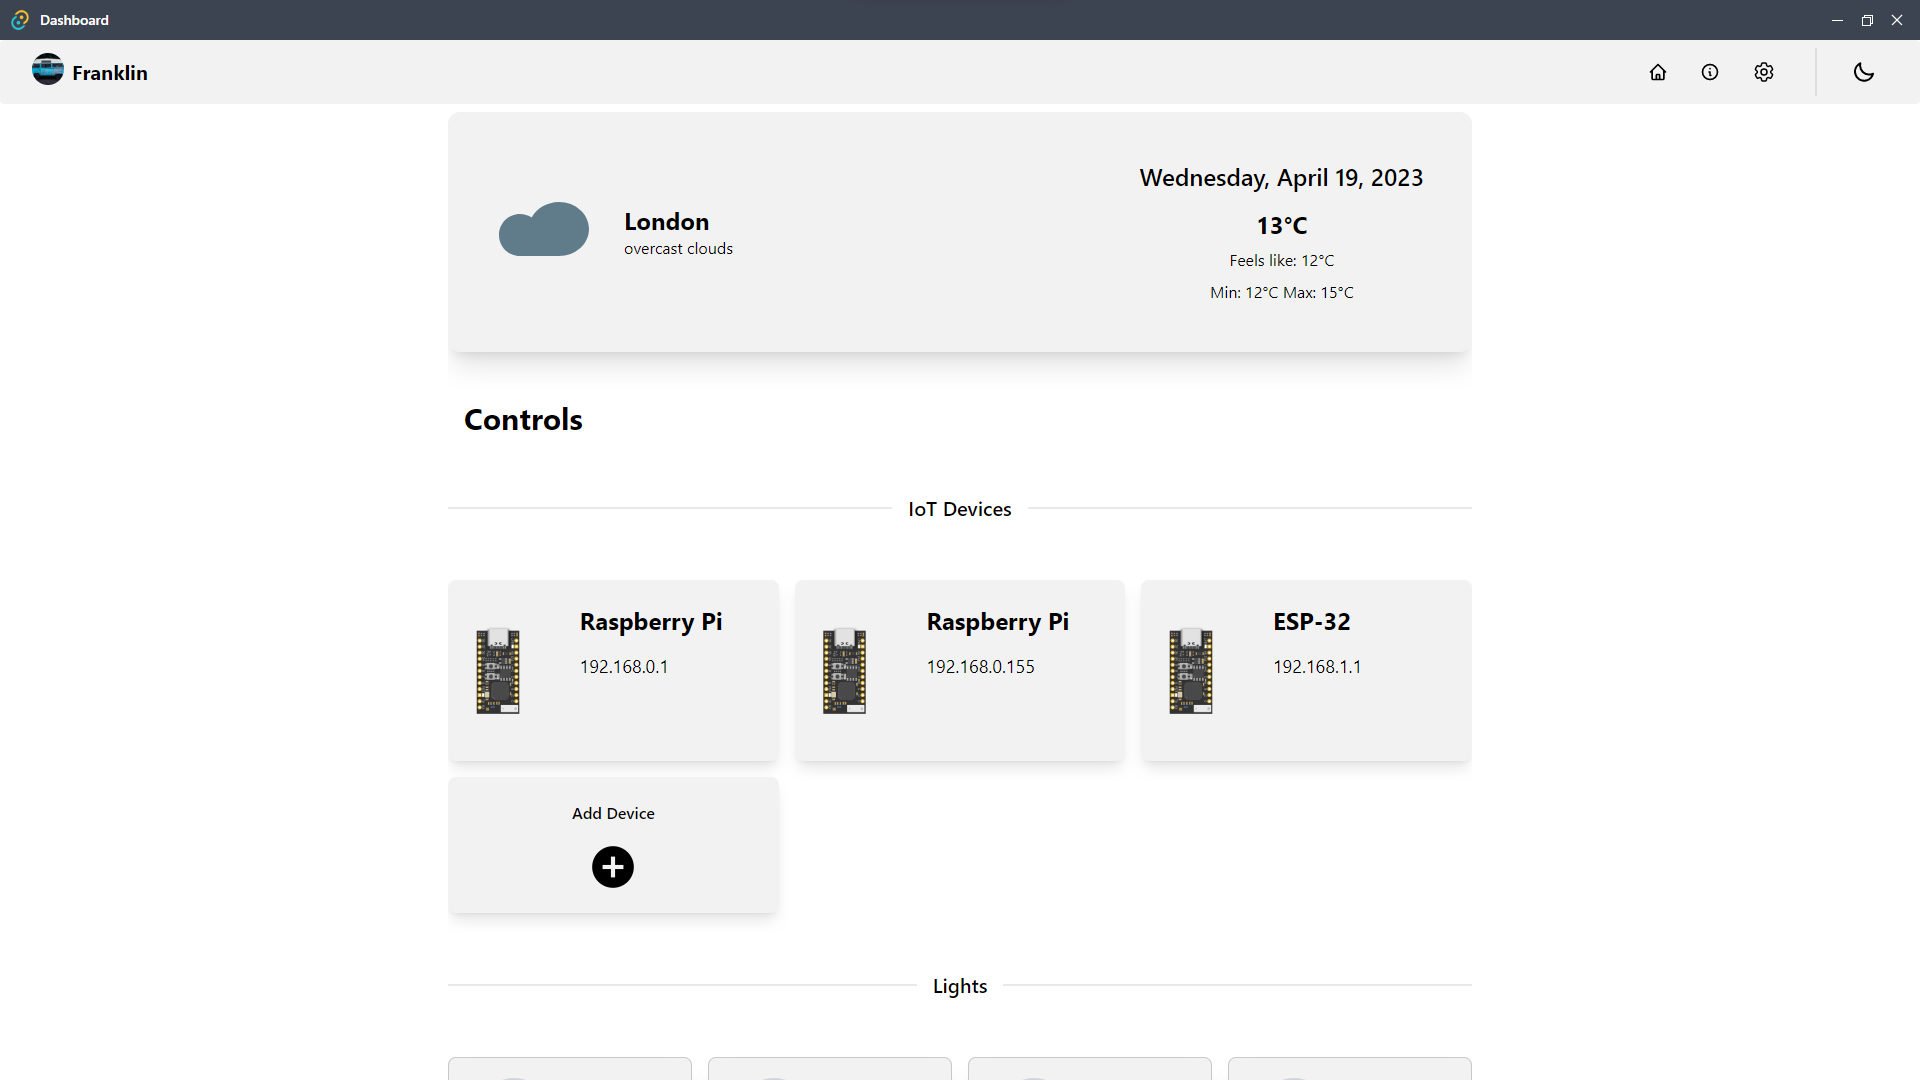 Dashboard
Franklin
Wednesday, April 19, 2023
London
overcast clouds
13°C
Feels like: 12°C
Min: 12°C Max: 15°C
Controls
IoT Devices
Raspberry Pi
192.168.0.1
Raspberry Pi
192.168.0.155
ESP-32
192.168.1.1
Add Device
Lights